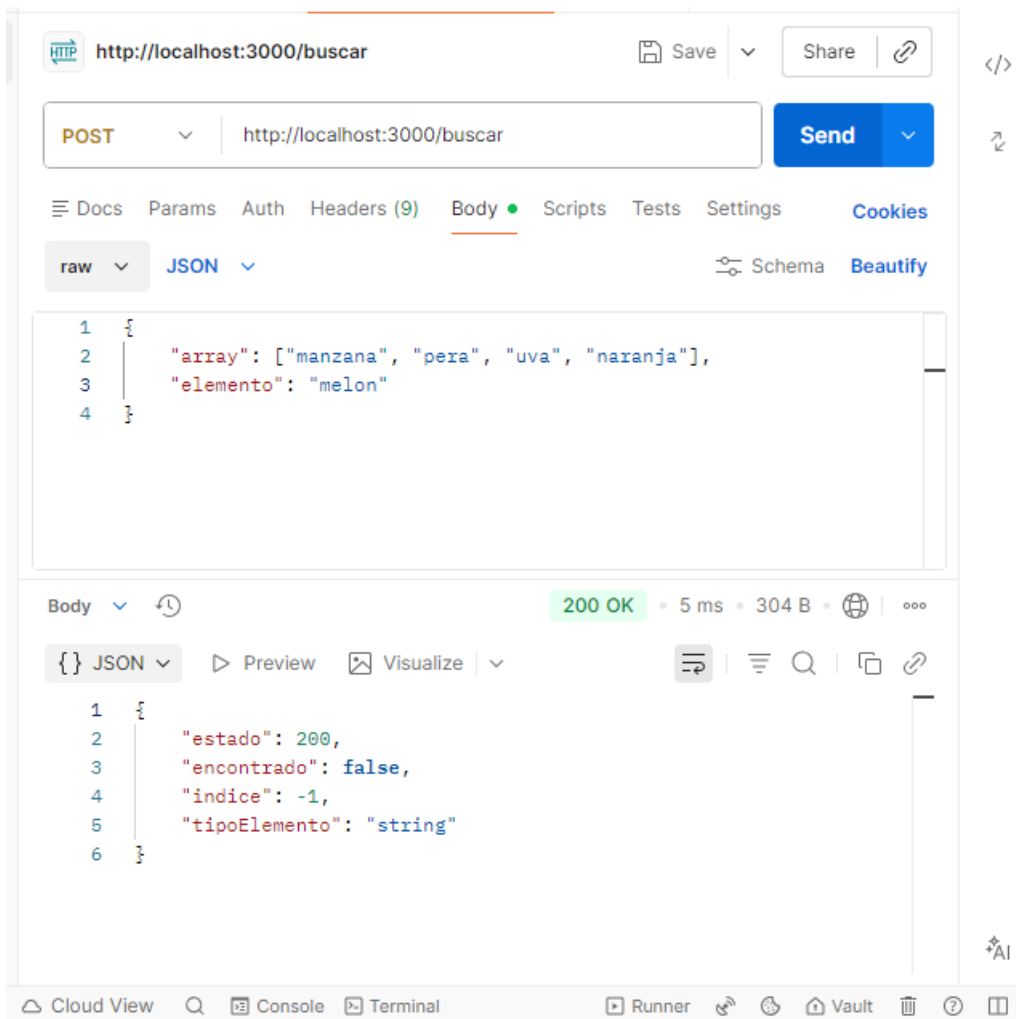 HTTP http://localhost:3000/buscar Save Share
POST http://localhost:3000/buscar Send
Docs Params Auth Headers (9) Body Scripts Tests Settings Cookies
raw JSON Schema Beautify
1 {
2 "array": ["manzana", "pera", "uva", "naranja"],
3 "elemento": "melon"
4 }
Body 200 OK 5 ms 304 B
{} JSON Preview Visualize
1 {
2 "estado": 200,
3 "encontrado": false,
4 "indice": -1,
5 "tipoElemento": "string"
6 }
AI
Cloud View Console Terminal Runner Vault